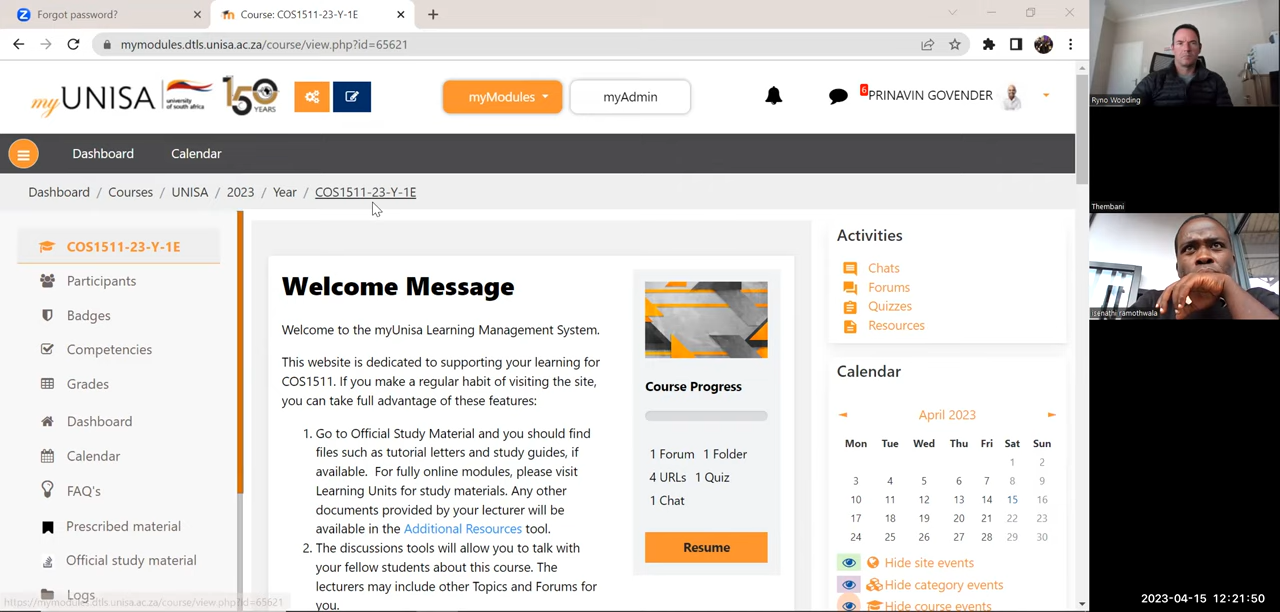 Forgot password?
Course: COS1511-23-Y-1E
mymodules.dtls.unisa.ac.za/course/view.php?id=65621
myUNISA university of south africa 150 YEARS
myModules
myAdmin
6
PRINAVIN GOVENDER
Dashboard Calendar
Dashboard / Courses / UNISA / 2023 / Year / COS1511-23-Y-1E
COS1511-23-Y-1E
Participants
Badges
Competencies
Grades
Dashboard
Calendar
FAQ's
Prescribed material
Official study material
Logs
https://mymodules.dtls.unisa.ac.za/course/view.php?id=65621
Welcome Message
Welcome to the myUnisa Learning Management System.
This website is dedicated to supporting your learning for
COS1511. If you make a regular habit of visiting the site,
you can take full advantage of these features:
1. Go to Official Study Material and you should find
files such as tutorial letters and study guides, if
available. For fully online modules, please visit
Learning Units for study materials. Any other
documents provided by your lecturer will be
available in the Additional Resources tool.
2. The discussions tools will allow you to talk with
your fellow students about this course. The
lecturers may include other Topics and Forums for
you.
Course Progress
1 Forum 1 Folder
4 URLs 1 Quiz
1 Chat
Resume
Activities
Chats
Forums
Quizzes
Resources
Calendar
◄ April 2023 ►
Mon Tue Wed Thu Fri Sat Sun
1 2
3 4 5 6 7 8 9
10 11 12 13 14 15 16
17 18 19 20 21 22 23
24 25 26 27 28 29 30
Hide site events
Hide category events
Hide course events
Ryno Wooding
Thembani
2023-04-15 12:21:50